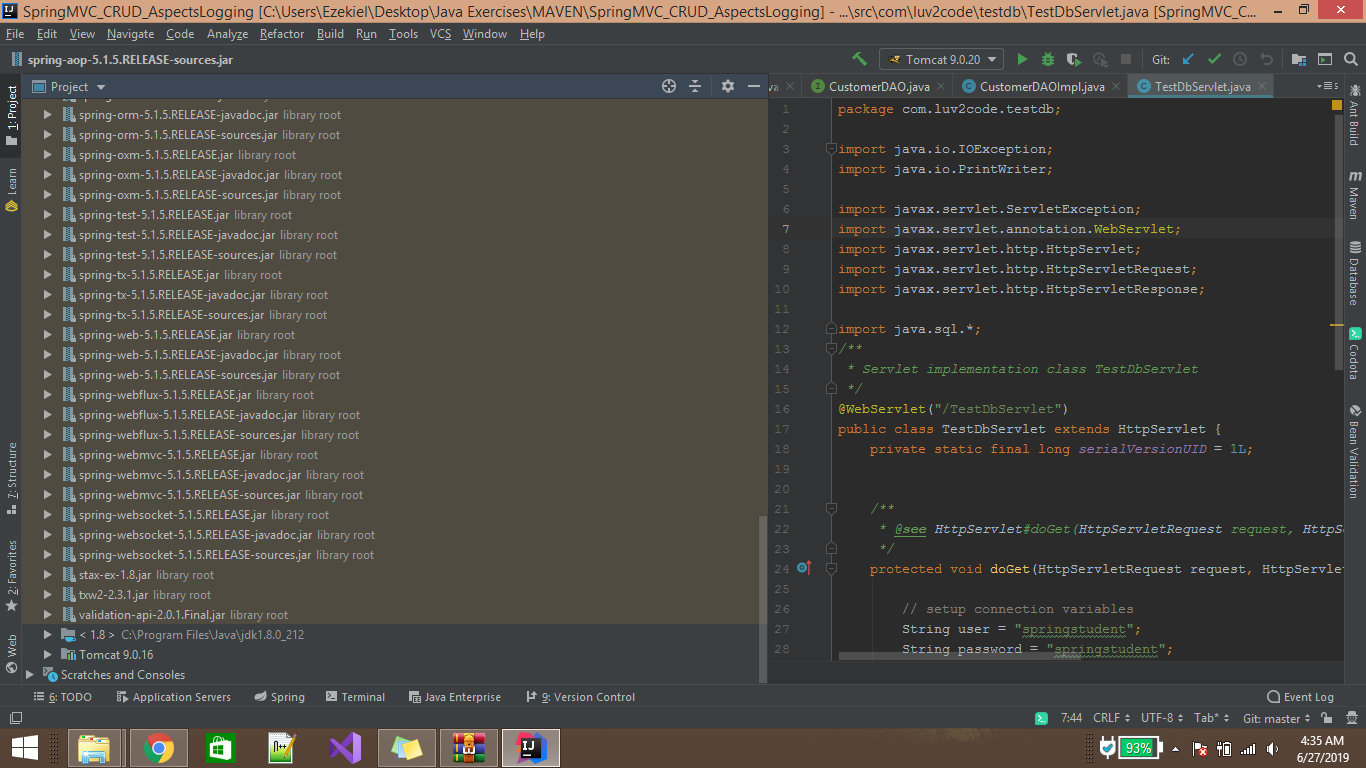 SpringMVC_CRUD_AspectsLogging [C:\Users\Ezekiel\Desktop\Java Exercises\MAVEN\SpringMVC_CRUD_AspectsLogging] - ...\src\com\luv2code\testdb\TestDbServlet.java [SpringMVC_C...
File Edit View Navigate Code Analyze Refactor Build Run Tools VCS Window Help
spring-aop-5.1.5.RELEASE-sources.jar
Tomcat 9.0.20
Git:
1: Project
Learn
7: Structure
2: Favorites
Web
Project
spring-orm-5.1.5.RELEASE-javadoc.jar library root
spring-orm-5.1.5.RELEASE-sources.jar library root
spring-oxm-5.1.5.RELEASE.jar library root
spring-oxm-5.1.5.RELEASE-javadoc.jar library root
spring-oxm-5.1.5.RELEASE-sources.jar library root
spring-test-5.1.5.RELEASE.jar library root
spring-test-5.1.5.RELEASE-javadoc.jar library root
spring-test-5.1.5.RELEASE-sources.jar library root
spring-tx-5.1.5.RELEASE.jar library root
spring-tx-5.1.5.RELEASE-javadoc.jar library root
spring-tx-5.1.5.RELEASE-sources.jar library root
spring-web-5.1.5.RELEASE.jar library root
spring-web-5.1.5.RELEASE-javadoc.jar library root
spring-web-5.1.5.RELEASE-sources.jar library root
spring-webflux-5.1.5.RELEASE.jar library root
spring-webflux-5.1.5.RELEASE-javadoc.jar library root
spring-webflux-5.1.5.RELEASE-sources.jar library root
spring-webmvc-5.1.5.RELEASE.jar library root
spring-webmvc-5.1.5.RELEASE-javadoc.jar library root
spring-webmvc-5.1.5.RELEASE-sources.jar library root
spring-websocket-5.1.5.RELEASE.jar library root
spring-websocket-5.1.5.RELEASE-javadoc.jar library root
spring-websocket-5.1.5.RELEASE-sources.jar library root
stax-ex-1.8.jar library root
txw2-2.3.1.jar library root
validation-api-2.0.1.Final.jar library root
< 1.8 > C:\Program Files\Java\jdk1.8.0_212
Tomcat 9.0.16
Scratches and Consoles
va CustomerDAO.java CustomerDAOImpl.java TestDbServlet.java
1 package com.luv2code.testdb;
2
3 import java.io.IOException;
4 import java.io.PrintWriter;
5
6 import javax.servlet.ServletException;
7 import javax.servlet.annotation.WebServlet;
8 import javax.servlet.http.HttpServlet;
9 import javax.servlet.http.HttpServletRequest;
10 import javax.servlet.http.HttpServletResponse;
11
12 import java.sql.*;
13 /**
14 * Servlet implementation class TestDbServlet
15 */
16 @WebServlet("/TestDbServlet")
17 public class TestDbServlet extends HttpServlet {
18 private static final long serialVersionUID = 1L;
19
20
21 /**
22 * @see HttpServlet#doGet(HttpServletRequest request, HttpS
23 */
24 protected void doGet(HttpServletRequest request, HttpServlet
25
26 // setup connection variables
27 String user = "springstudent";
28 String password = "springstudent";
Ant Build
Maven
Database
Codota
Bean Validation
6: TODO Application Servers Spring Terminal Java Enterprise 9: Version Control Event Log
7:44 CRLF UTF-8 Tab* Git: master
93%
4:35 AM
6/27/2019